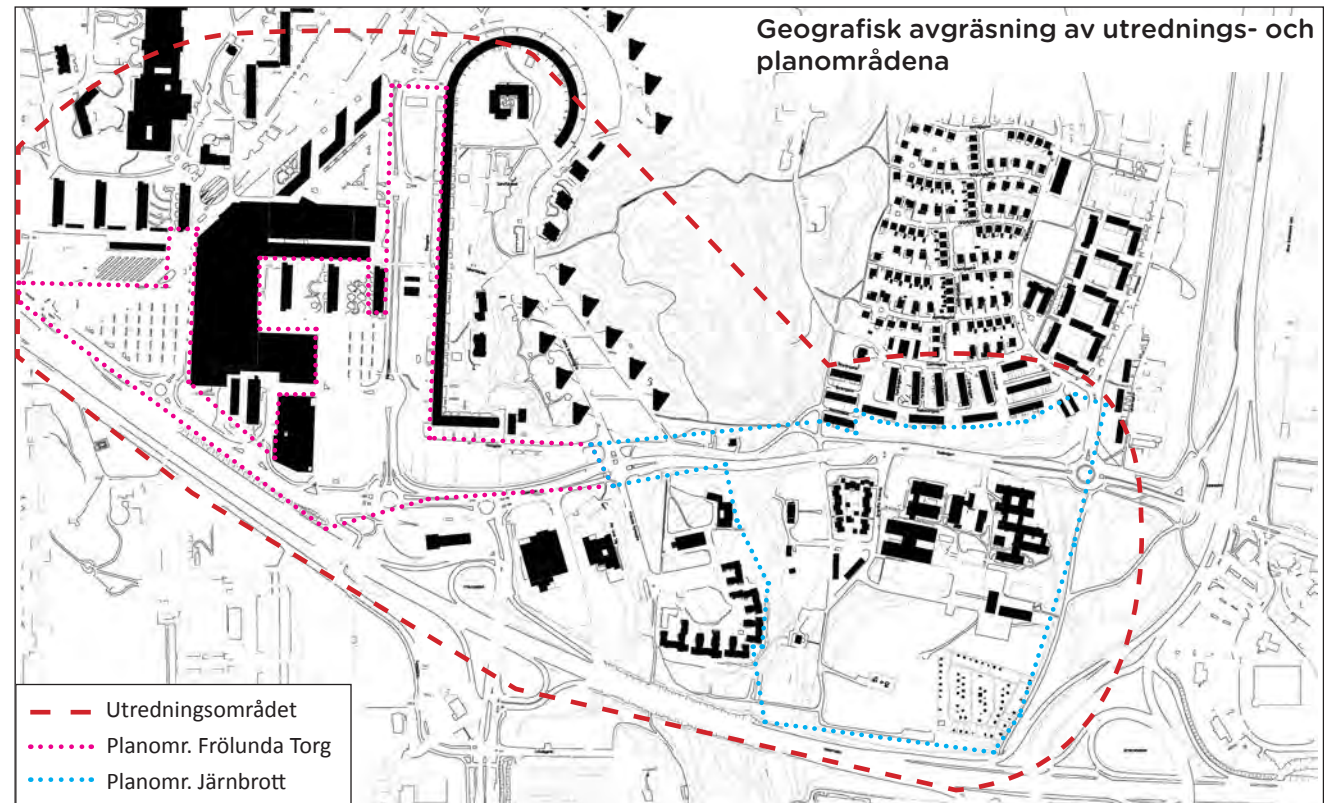 Geografisk avgräsning av utrednings- och
planområdena
Utredningsområdet
Planomr. Frölunda Torg
Planomr. Järnbrott